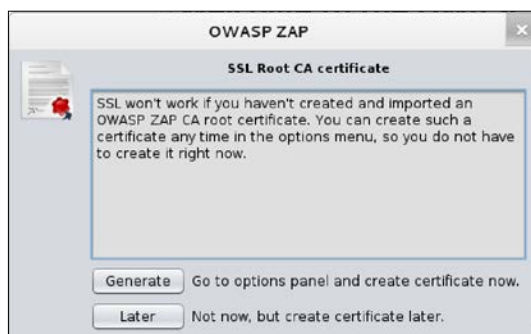 OWASP ZAP
SSL Root CA certificate
SSL won't work if you haven't created and imported an
OWASP ZAP CA root certificate. You can create such a
certificate any time in the options menu, so you do not have
to create it right now.
Generate Go to options panel and create certificate now.
Later Not now, but create certificate later.